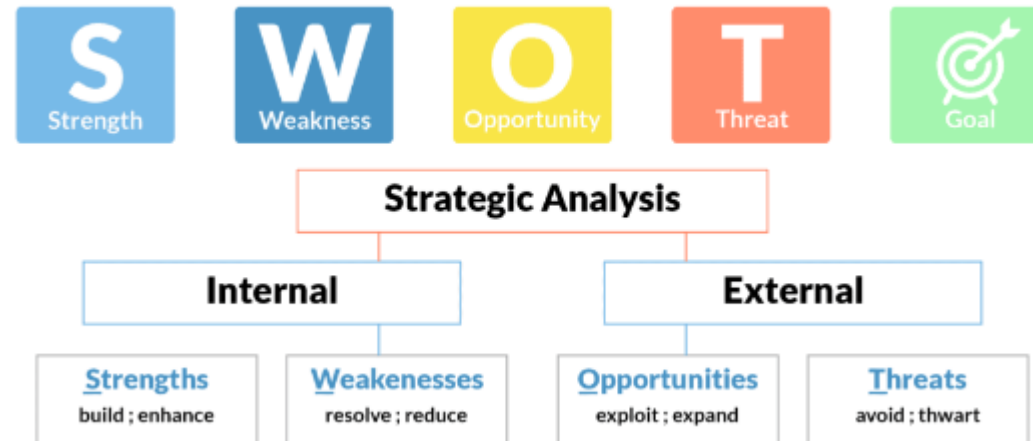 S
Strength
W
Weakness
O
Opportunity
T
Threat
Goal
Strategic Analysis
Internal
External
Strengths
build ; enhance
Weakenesses
resolve ; reduce
Opportunities
exploit ; expand
Threats
avoid ; thwart